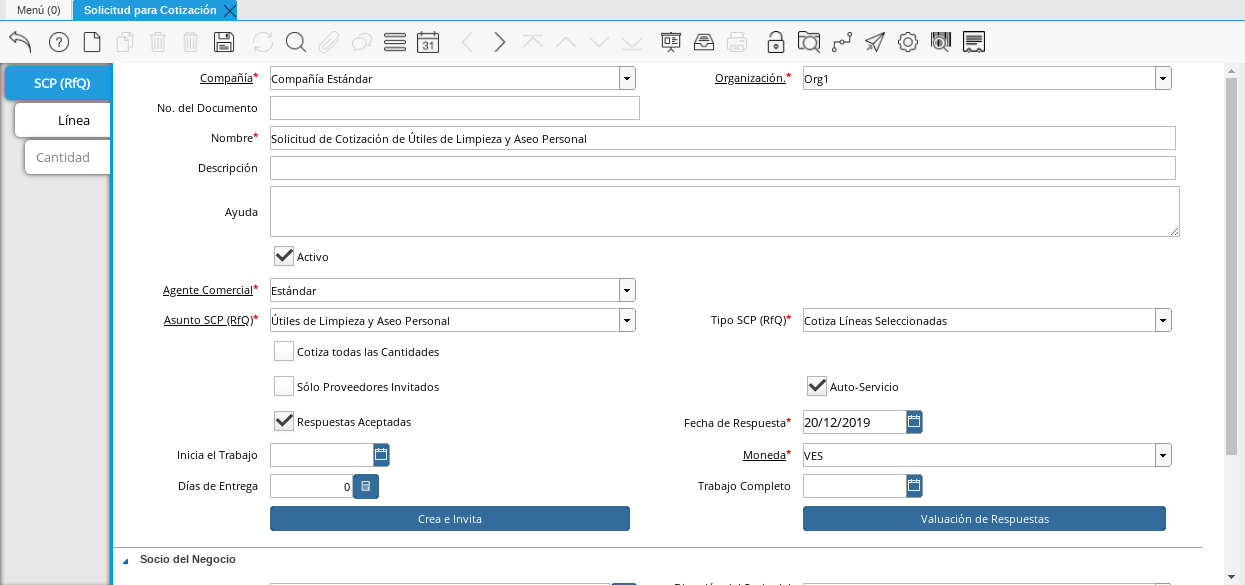 Menú (0) Solicitud para Cotización
31
SCP (RfQ)
Línea
Cantidad
Compañía* Compañía Estándar Organización.* Org1
No. del Documento
Nombre* Solicitud de Cotización de Útiles de Limpieza y Aseo Personal
Descripción
Ayuda
Activo
Agente Comercial* Estándar
Asunto SCP (RfQ)* Útiles de Limpieza y Aseo Personal Tipo SCP (RfQ)* Cotiza Líneas Seleccionadas
Cotiza todas las Cantidades
Sólo Proveedores Invitados Auto-Servicio
Respuestas Aceptadas Fecha de Respuesta* 20/12/2019
Inicia el Trabajo Moneda* VES
Días de Entrega 0 Trabajo Completo
Crea e Invita Valuación de Respuestas
Socio del Negocio